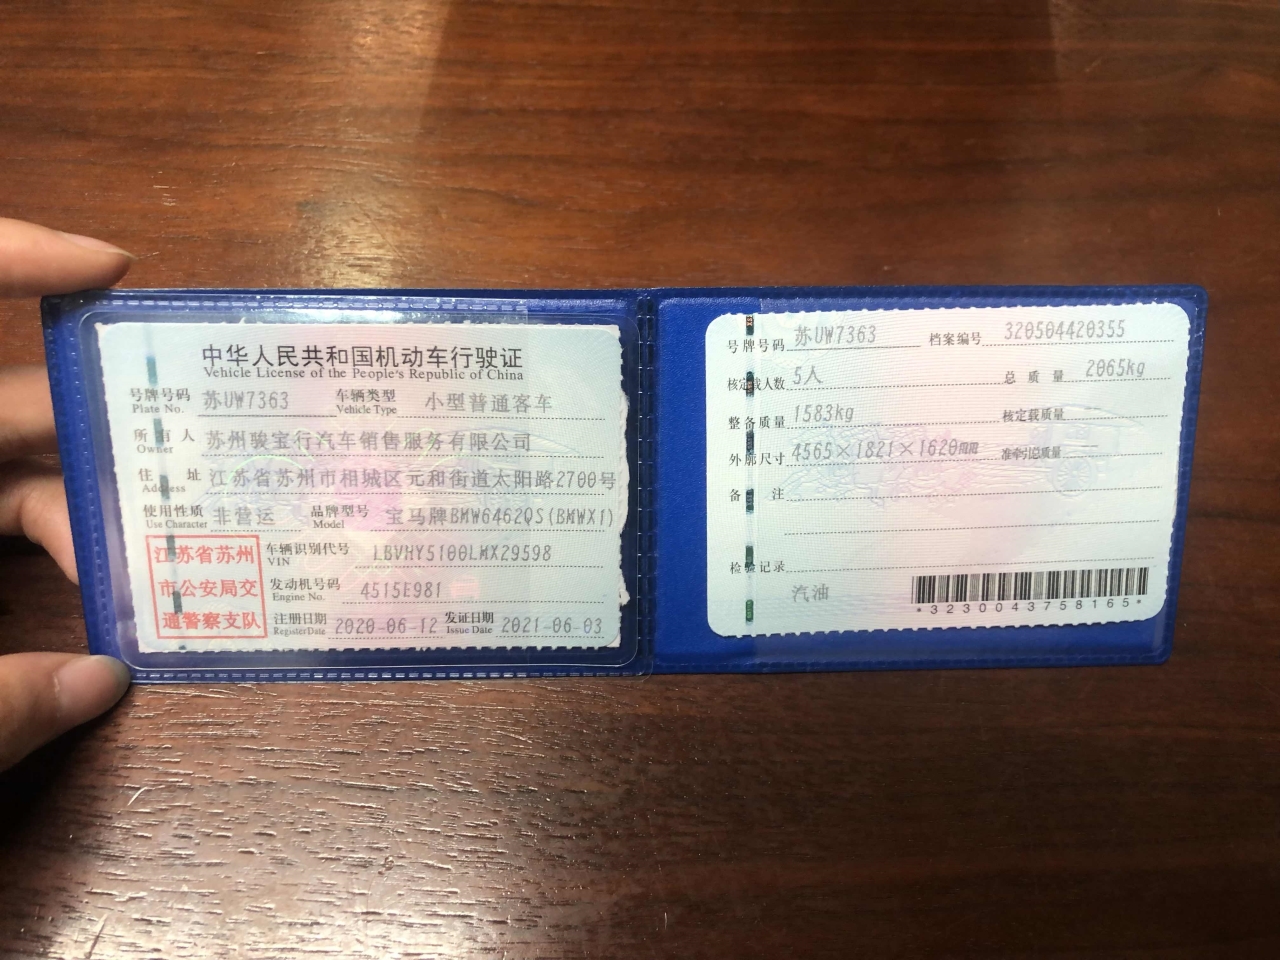 中华人民共和国机动车行驶证
Vehicle License of the People's Republic of China
号牌号码 苏UW7363 车辆类型 小型普通客车
Plate No. Vehicle Type
所有人 苏州骏宝行汽车销售服务有限公司
Owner
住址 江苏省苏州市相城区元和街道太阳路2700号
Address
使用性质 非营运 品牌型号 宝马牌BMW6462QS(BMWX1)
Use Character Model
江苏省苏州
市公安局交
通警察支队
车辆识别代号 LBVHY5100LMX29598
VIN
发动机号码 4515E981
Engine No.
注册日期 2020-06-12 发证日期 2021-06-03
Register Date Issue Date
号牌号码 苏UW7363 档案编号 320504420355
核定载人数 5人 总质量 2065kg
整备质量 1583kg 核定载质量
外廓尺寸 4565×1821×1620mm 准牵引总质量
备注
检验记录
汽油
*3230043758165*